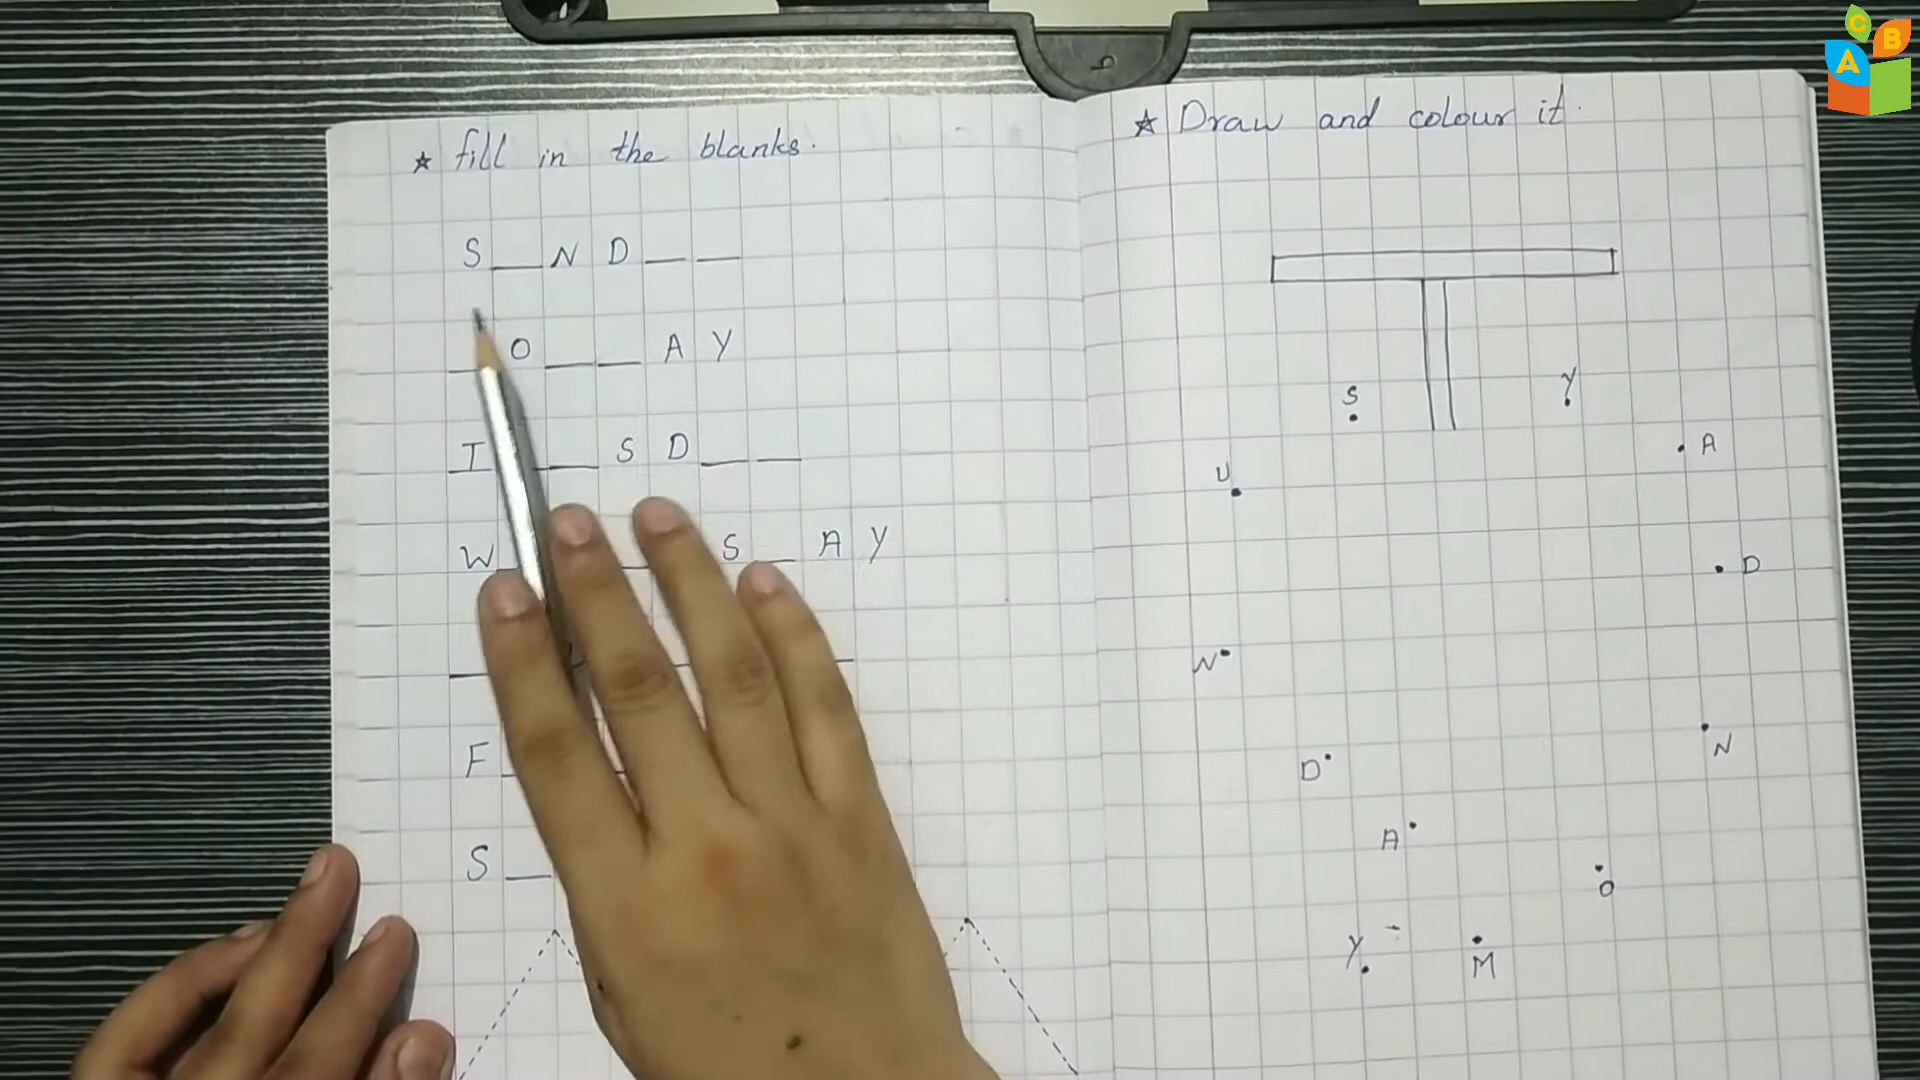 ★ fill in the blanks.
S _ N D _ _
_ O _ _ A Y
T _ _ S D _ _
W _ _ S _ A Y
F
S _
★ Draw and colour it.
S
Y
A
U
D
N
N
D
A
O
Y
M
A
B
C